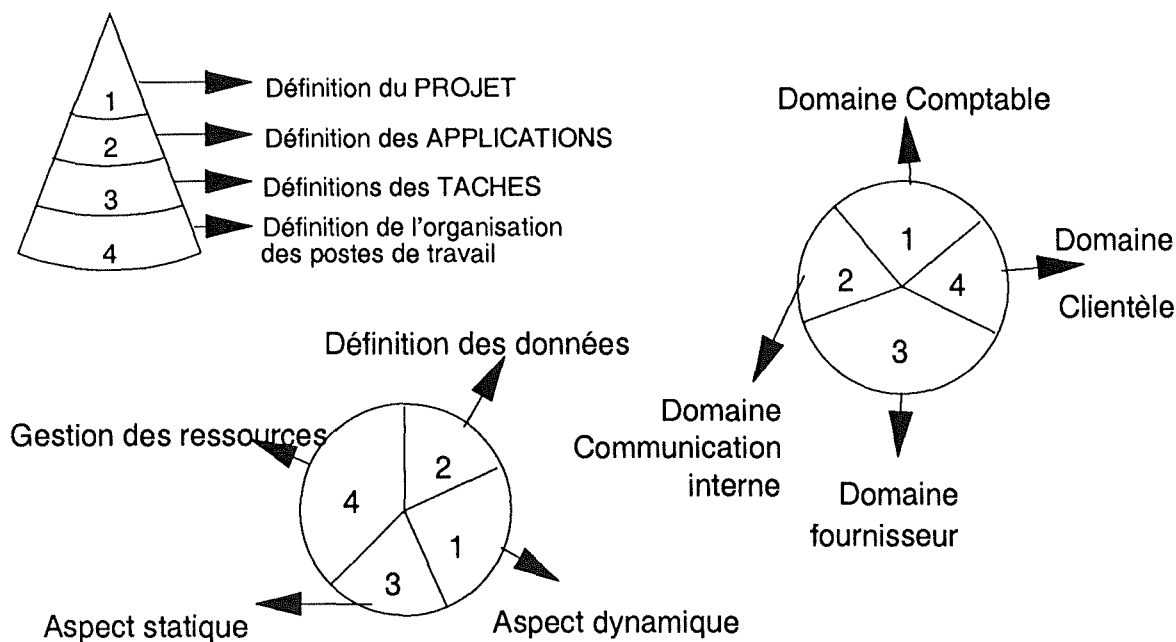 1
Définition du PROJET
2
Définition des APPLICATIONS
3
Définitions des TACHES
4
Définition de l'organisation
des postes de travail
Domaine Comptable
1
2
4
3
Domaine
Clientèle
Domaine
Communication
interne
Domaine
fournisseur
Définition des données
Gestion des ressources
2
4
1
3
Aspect statique
Aspect dynamique